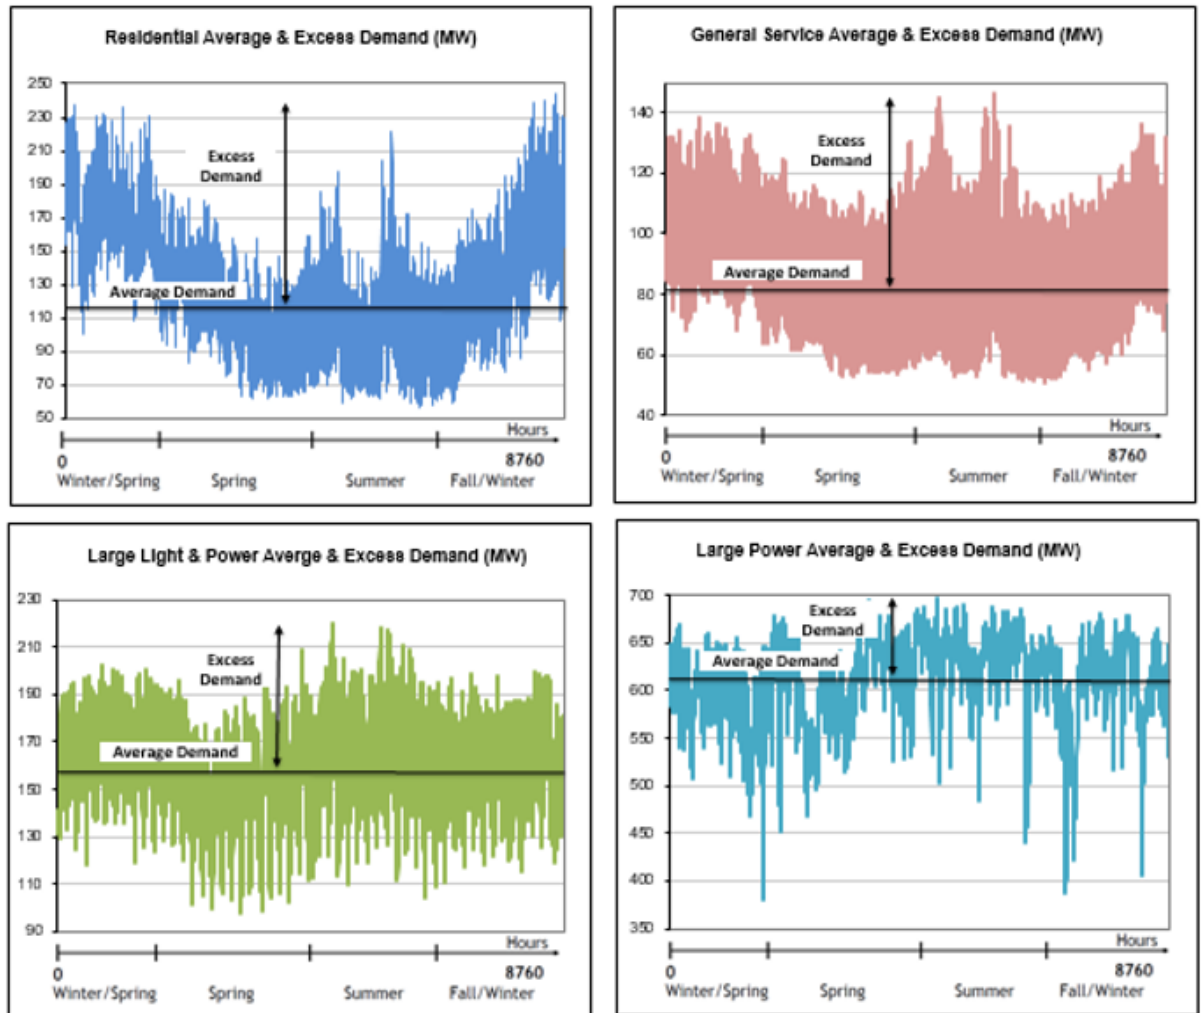 Residential Average & Excess Demand (MW)
250
230
210
190
170
150
130
110
90
70
50
Excess
Demand
Average Demand
Hours
0
8760
Winter/Spring Spring Summer Fall/Winter
General Service Average & Excess Demand (MW)
140
120
100
80
60
40
Excess
Demand
Average Demand
Hours
0
8760
Winter/Spring Spring Summer Fall/Winter
Large Light & Power Averge & Excess Demand (MW)
230
210
190
170
150
130
110
90
Excess
Demand
Average Demand
Hours
0
8760
Winter/Spring Spring Summer Fall/Winter
Large Power Average & Excess Demand (MW)
700
650
600
550
500
450
400
350
Excess
Demand
Average Demand
Hours
0
8760
Winter/Spring Spring Summer Fall/Winter